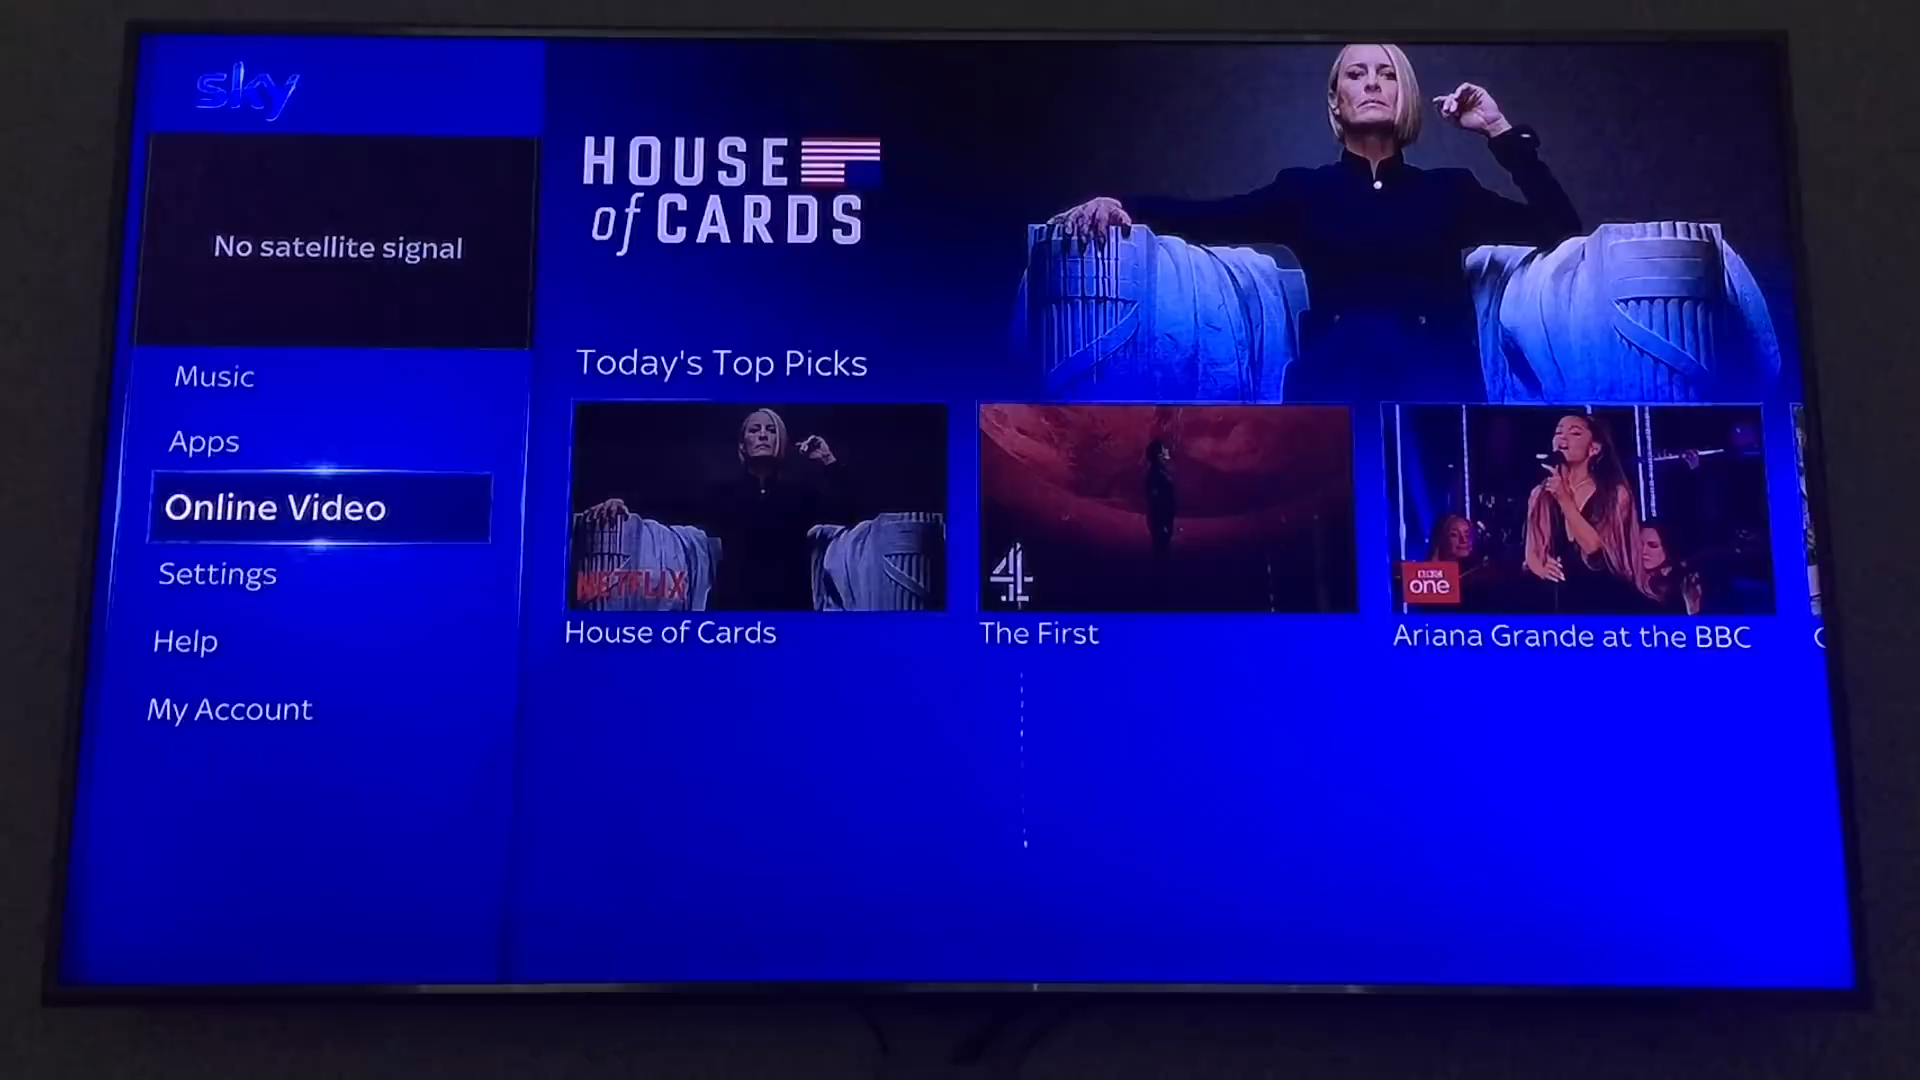 sky
No satellite signal
Music
Apps
Online Video
Settings
Help
My Account
HOUSE
of CARDS
Today's Top Picks
NETFLIX
House of Cards
4
The First
BBC
one
Ariana Grande at the BBC